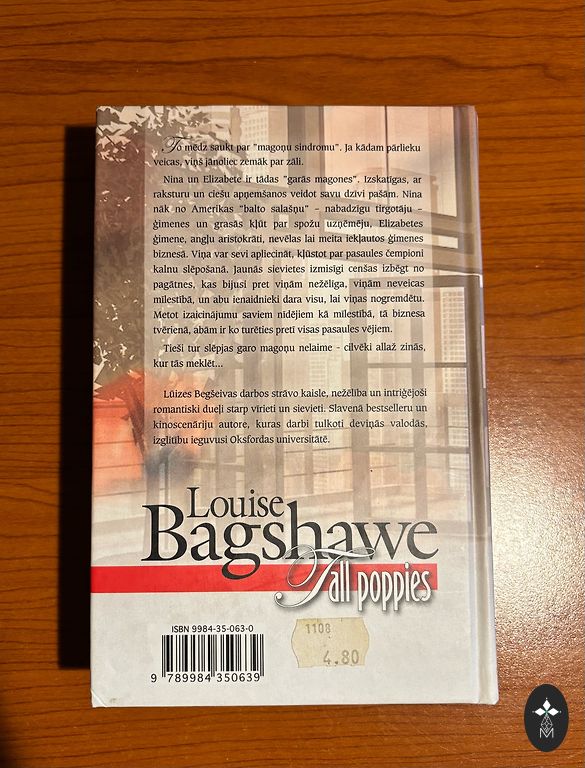 To mēdz saukt par "magoņu sindromu". Ja kādam pārlieku
veicas, viņš jānoliec zemāk par zāli.
Nina un Elizabete ir tādas "garās magones". Izskatīgas, ar
raksturu un ciešu apņemšanos veidot savu dzīvi pašām. Nina
nāk no Amerikas "balto salašņu" – nabadzīgu tirgotāju –
ģimenes un grasās kļūt par spožu uzņēmēju, Elizabetes
ģimene, angļu aristokrāti, nevēlas lai meita iekļautos ģimenes
biznesā. Viņa var sevi apliecināt, kļūstot par pasaules čempioni
kalnu slēpošanā. Jaunās sievietes izmisīgi cenšas izbēgt no
pagātnes, kas bijusi pret viņām nežēlīga, viņām neveicas
mīlestībā, un abu ienaidnieki dara visu, lai viņas nogremdētu.
Metot izaicinājumu saviem nīdējiem kā mīlestībā, tā biznesa
tvērienā, abām ir ko turēties pretī visas pasaules vējiem.
Tieši tur slēpjas garo magoņu nelaime - cilvēki allaž zinās,
kur tās meklēt...
Lūizes Begšeivas darbos strāvo kaisle, nežēlība un intriģējoši
romantiski dueļi starp vīrieti un sievieti. Slavenā bestselleru un
kinoscenāriju autore, kuras darbi tulkoti deviņās valodās,
izglītību ieguvusi Oksfordas universitātē.
Louise
Bagshawe
Tall poppies
ISBN 9984-35-063-0
1108
4.80
9 789984 350639
M